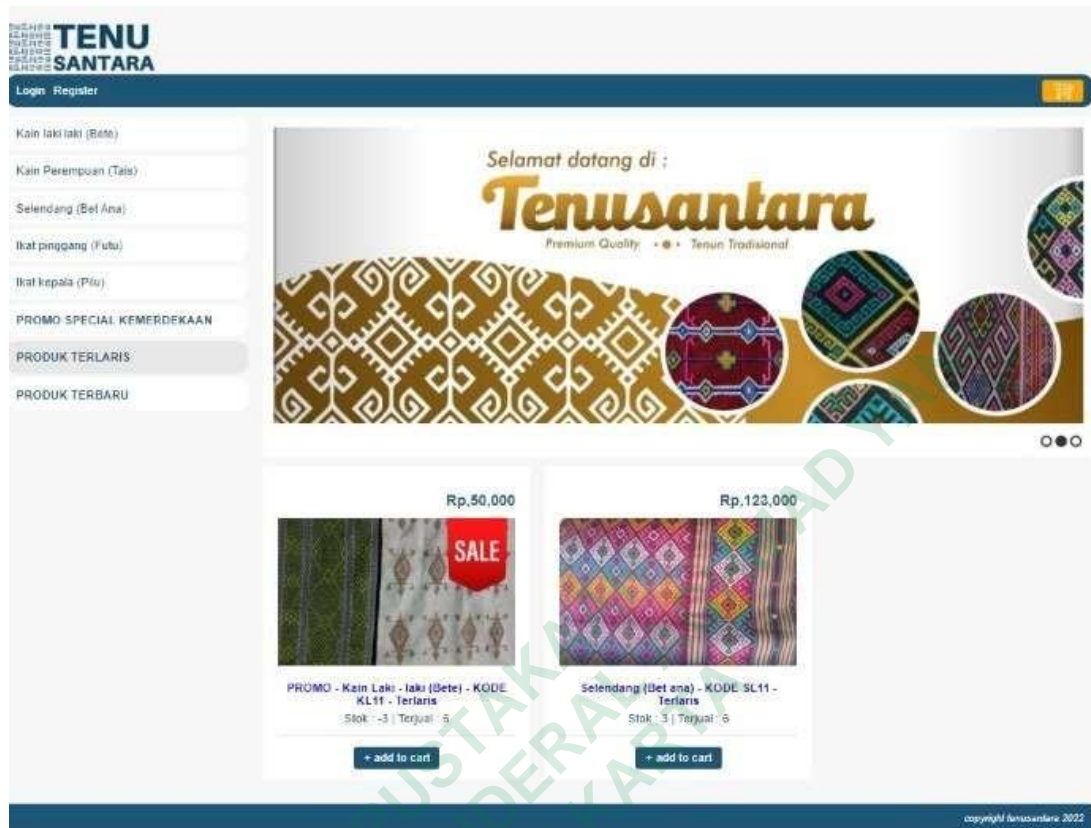 TENU
SANTARA
Login Register
Kain laki laki (Bete)
Kain Perempuan (Tais)
Selendang (Bet Ana)
Ikat pinggang (Futu)
Ikat kepala (Pilu)
PROMO SPECIAL KEMERDEKAAN
PRODUK TERLARIS
PRODUK TERBARU
Selamat datang di :
Tenusantara
Premium Quality • Tenun Tradisional
Rp,50,000
SALE
PROMO - Kain Laki - laki (Bete) - KODE
KL11 - Terlaris
Stok : -3 | Terjual : 6
+ add to cart
Rp,123,000
Selendang (Bet ana) - KODE SL11 -
Terlaris
Stok : 3 | Terjual : 6
+ add to cart
copyright tenusantara 2022